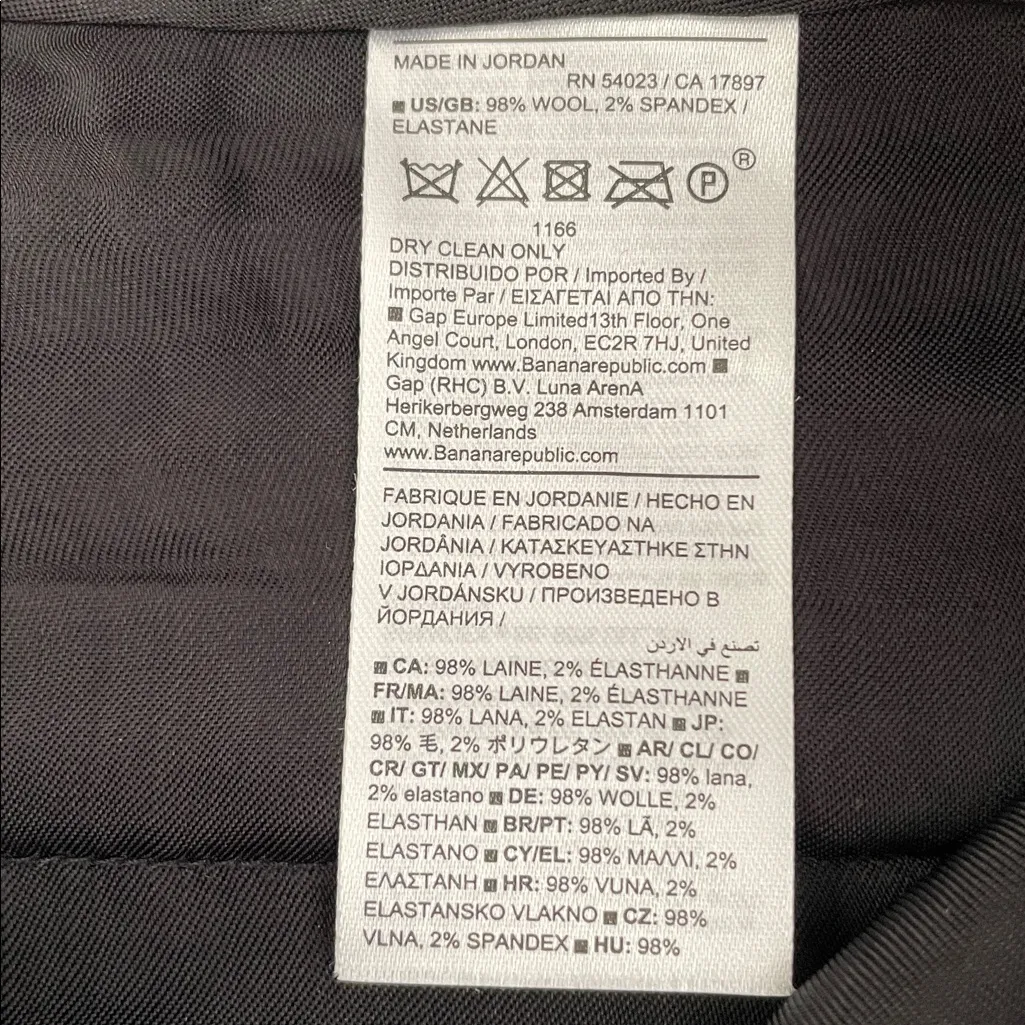 MADE IN JORDAN
RN 54023 / CA 17897
US/GB: 98% WOOL, 2% SPANDEX /
ELASTANE
P ®
1166
DRY CLEAN ONLY
DISTRIBUIDO POR / Imported By /
Importe Par / ΕΙΣΑΓΕΤΑΙ ΑΠΟ ΤΗΝ:
Gap Europe Limited13th Floor, One
Angel Court, London, EC2R 7HJ, United
Kingdom www.Bananarepublic.com
Gap (RHC) B.V. Luna ArenA
Herikerbergweg 238 Amsterdam 1101
CM, Netherlands
www.Bananarepublic.com
FABRIQUE EN JORDANIE / HECHO EN
JORDANIA / FABRICADO NA
JORDÂNIA / ΚΑΤΑΣΚΕΥΑΣΤΗΚΕ ΣΤΗΝ
ΙΟΡΔΑΝΙΑ / VYROBENO
V JORDÁNSKU / ПРОИЗВЕДЕНО В
ЙОРДАНИЯ /
تصنع في الاردن
CA: 98% LAINE, 2% ÉLASTHANNE
FR/MA: 98% LAINE, 2% ÉLASTHANNE
IT: 98% LANA, 2% ELASTAN JP:
98% 毛, 2% ポリウレタン AR/ CL/ CO/
CR/ GT/ MX/ PA/ PE/ PY/ SV: 98% lana,
2% elastano DE: 98% WOLLE, 2%
ELASTHAN BR/PT: 98% LÃ, 2%
ELASTANO CY/EL: 98% ΜΑΛΛΙ, 2%
ΕΛΑΣΤΑΝΗ HR: 98% VUNA, 2%
ELASTANSKO VLAKNO CZ: 98%
VLNA, 2% SPANDEX HU: 98%